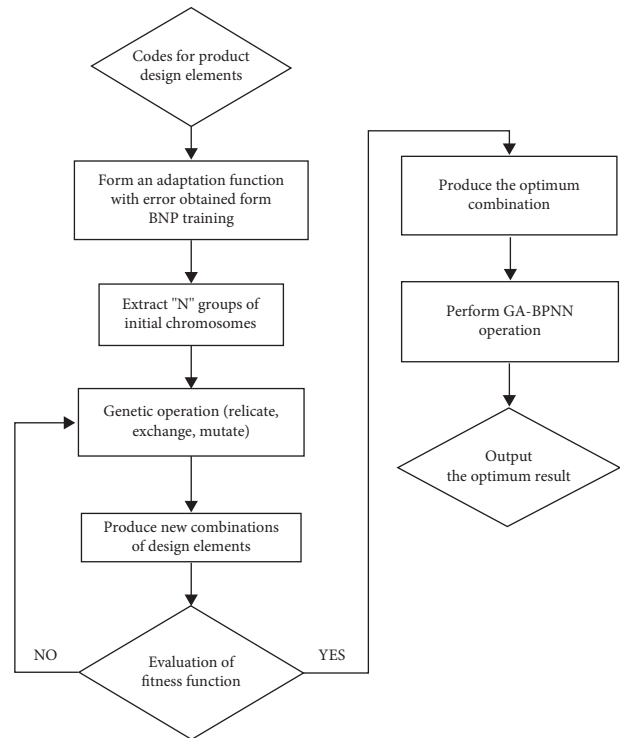 Codes for product
design elements
Form an adaptation function
with error obtained form
BNP training
Extract "N" groups of
initial chromosomes
Genetic operation (relicate,
exchange, mutate)
Produce new combinations
of design elements
Evaluation of
fitness function
NO
YES
Produce the optimum
combination
Perform GA-BPNN
operation
Output
the optimum result